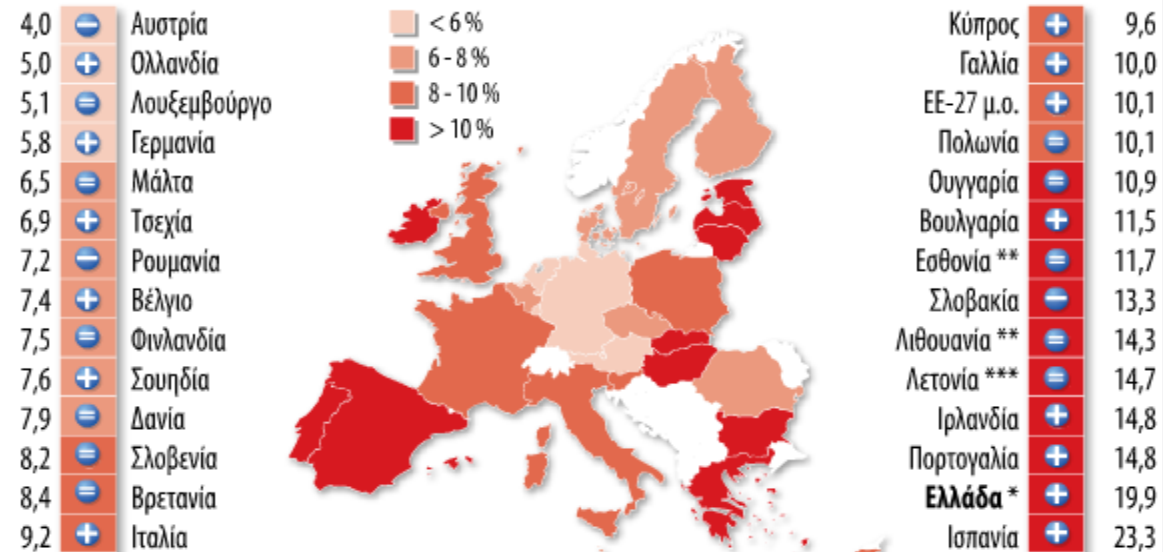 4,0 Αυστρία
5,0 Ολλανδία
5,1 Λουξεμβούργο
5,8 Γερμανία
6,5 Μάλτα
6,9 Τσεχία
7,2 Ρουμανία
7,4 Βέλγιο
7,5 Φινλανδία
7,6 Σουηδία
7,9 Δανία
8,2 Σλοβενία
8,4 Βρετανία
9,2 Ιταλία
< 6 %
6 - 8 %
8 - 10 %
> 10 %
Κύπρος 9,6
Γαλλία 10,0
ΕΕ-27 μ.ο. 10,1
Πολωνία 10,1
Ουγγαρία 10,9
Βουλγαρία 11,5
Εσθονία ** 11,7
Σλοβακία 13,3
Λιθουανία ** 14,3
Λετονία *** 14,7
Ιρλανδία 14,8
Πορτογαλία 14,8
Ελλάδα * 19,9
Ισπανία 23,3